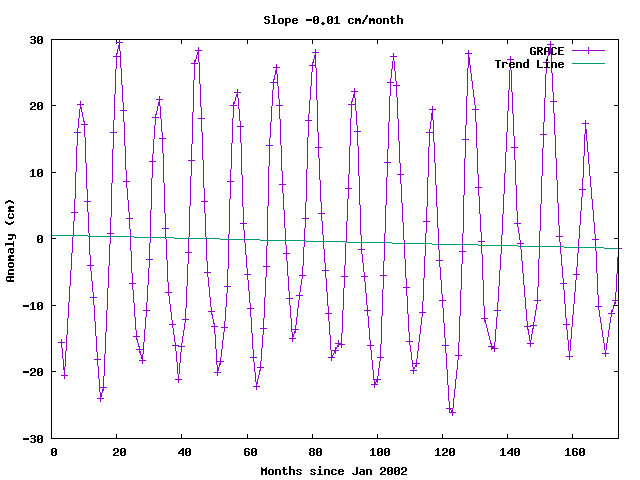 Slope -0.01 cm/month
GRACE
Trend Line
30
20
10
0
-10
-20
-30
Anomaly (cm)
0 20 40 60 80 100 120 140 160
Months since Jan 2002